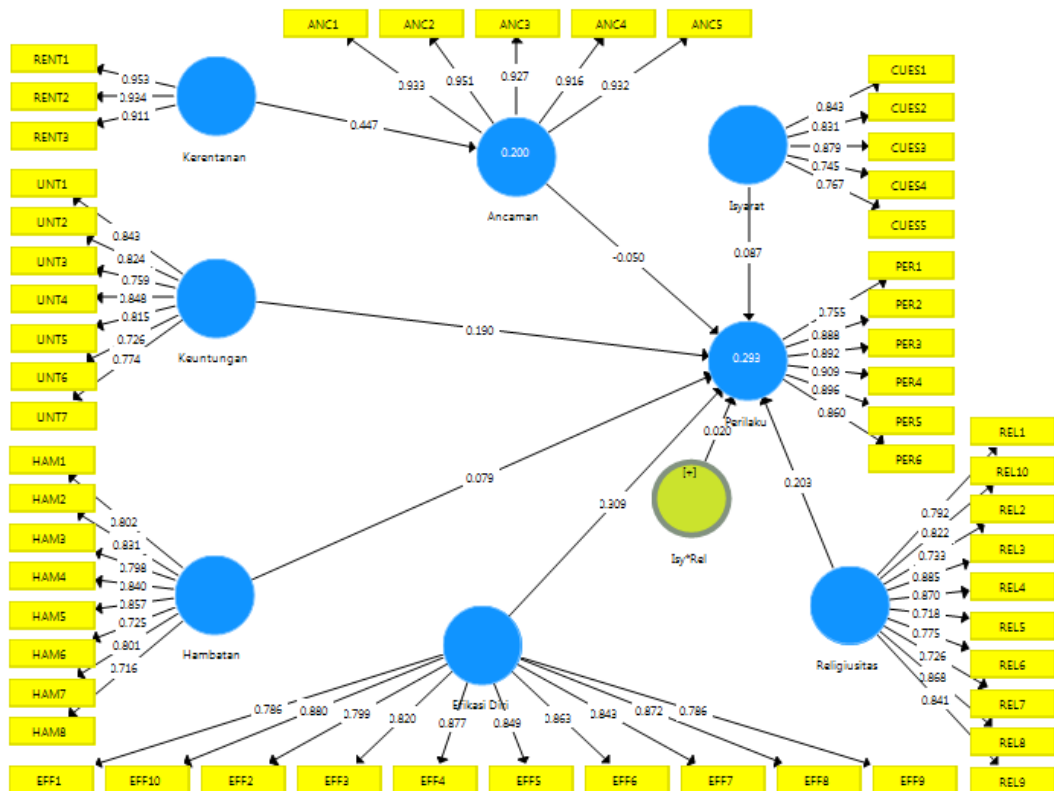 ANC1
ANC2
ANC3
ANC4
ANC5
0.933
0.951
0.927
0.916
0.932
RENT1
RENT2
RENT3
0.953
0.934
0.911
Kerentanan
0.447
0.200
Ancaman
-0.050
CUES1
CUES2
CUES3
CUES4
CUES5
0.843
0.831
0.879
0.745
0.767
Isyarat
0.087
UNT1
UNT2
UNT3
UNT4
UNT5
UNT6
UNT7
0.843
0.824
0.759
0.848
0.815
0.726
0.774
Keuntungan
0.190
PER1
PER2
PER3
PER4
PER5
PER6
0.755
0.888
0.892
0.909
0.896
0.860
0.293
Perilaku
0.020
[+]
Isy*Rel
HAM1
HAM2
HAM3
HAM4
HAM5
HAM6
HAM7
HAM8
0.802
0.831
0.798
0.840
0.857
0.725
0.801
0.716
Hambatan
0.079
0.309
0.203
REL1
REL10
REL2
REL3
REL4
REL5
REL6
REL7
REL8
REL9
0.792
0.822
0.733
0.885
0.870
0.718
0.775
0.726
0.868
0.841
Religiusitas
Efikasi Diri
0.786
0.880
0.799
0.820
0.877
0.849
0.863
0.843
0.872
0.786
EFF1
EFF10
EFF2
EFF3
EFF4
EFF5
EFF6
EFF7
EFF8
EFF9